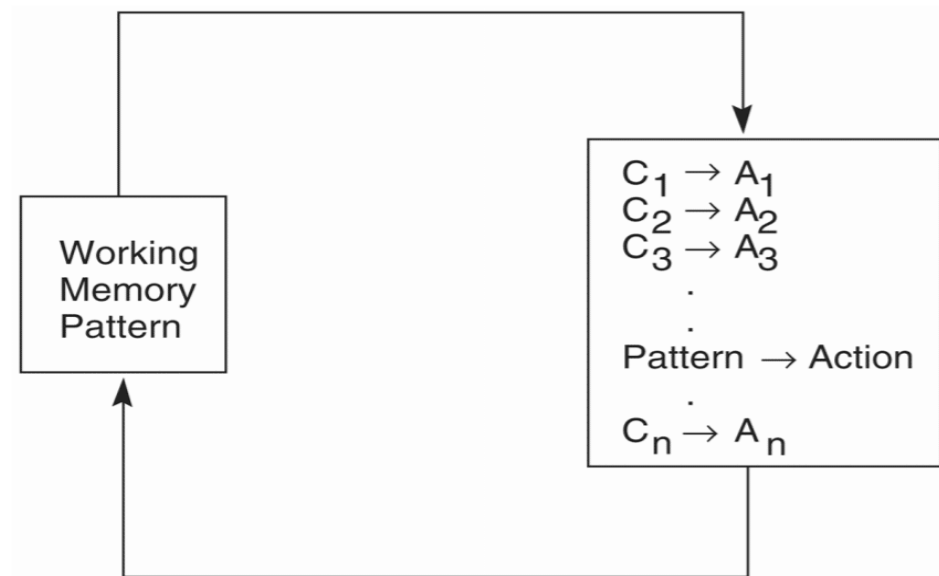 Working
Memory
Pattern
C₁ → A₁
C₂ → A₂
C₃ → A₃
.
.
Pattern → Action
.
Cₙ → Aₙ